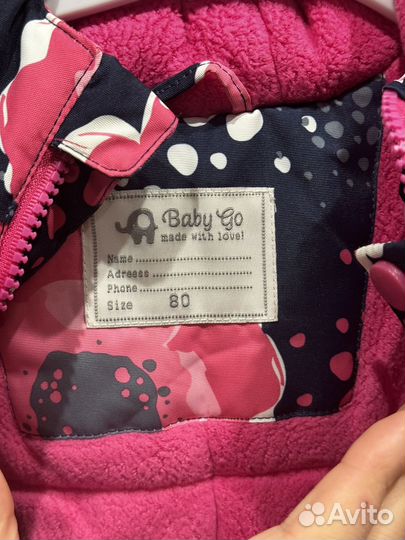 Baby Go
made with love!
Name
Adreess
Phone
Size 80
Avito